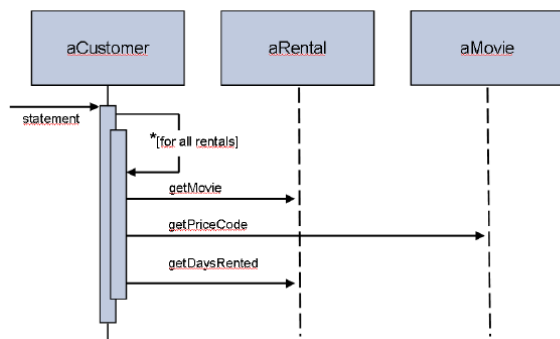 aCustomer
aRental
aMovie
statement
*[for all rentals]
getMovie
getPriceCode
getDaysRented